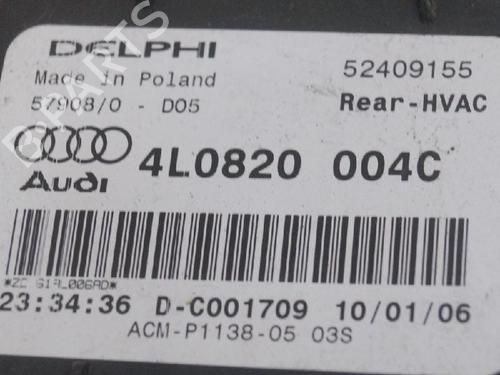 DELPHI
52409155
Made in Poland
Rear-HVAC
57908/0 - D05
4L0820 004C
Audi
23:34:36 D-C001709 10/01/06
ACM-P1138-05 03S
B-PARTS